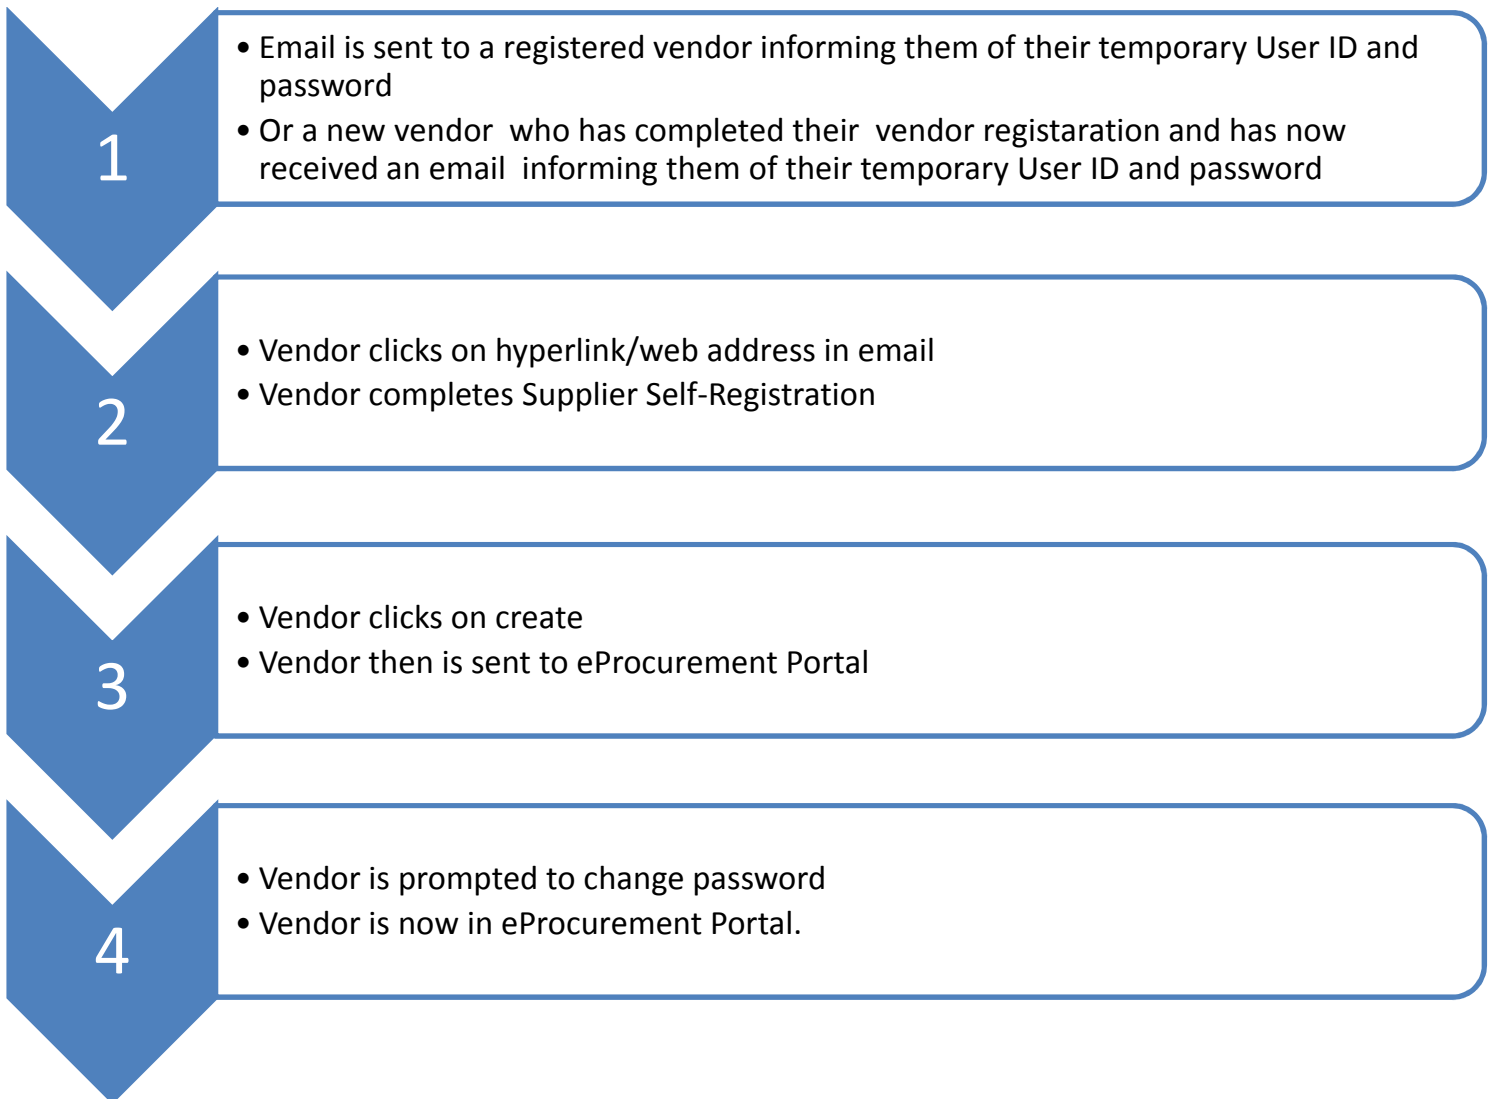 1
• Email is sent to a registered vendor informing them of their temporary User ID and
password
• Or a new vendor  who has completed their  vendor registaration and has now
received an email  informing them of their temporary User ID and password
2
• Vendor clicks on hyperlink/web address in email
• Vendor completes Supplier Self-Registration
3
• Vendor clicks on create
• Vendor then is sent to eProcurement Portal
4
• Vendor is prompted to change password
• Vendor is now in eProcurement Portal.